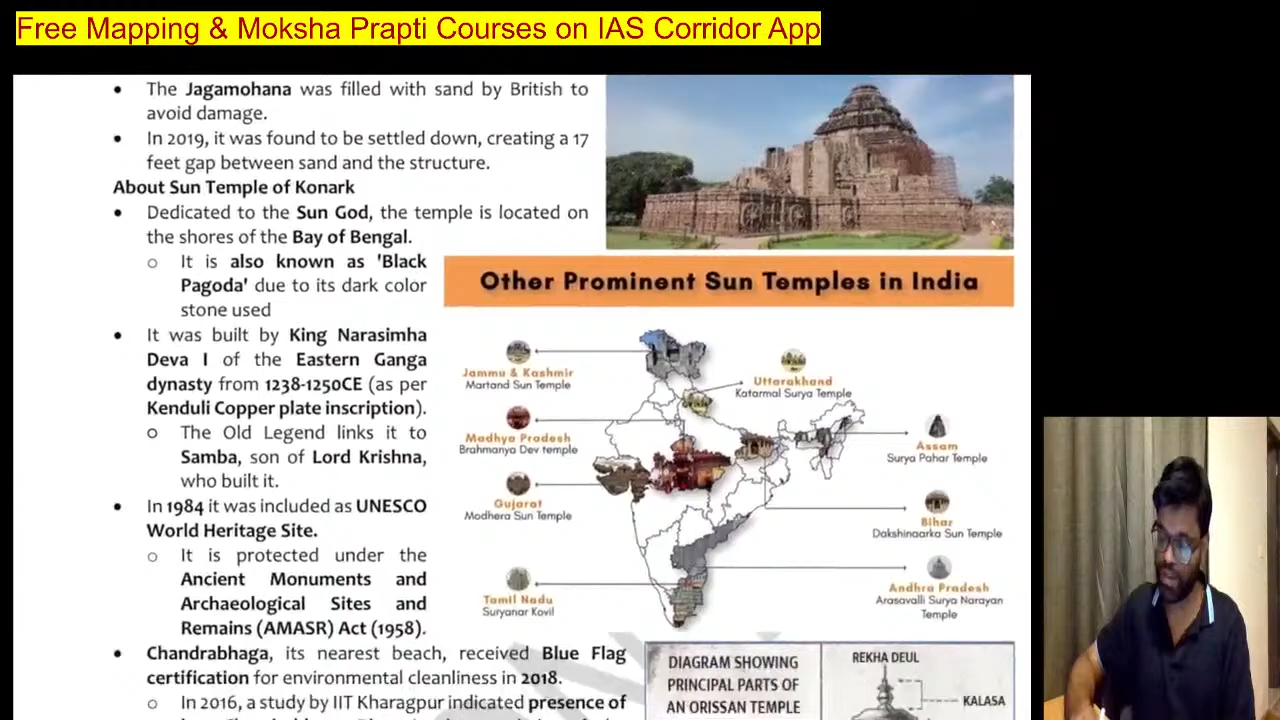 Free Mapping & Moksha Prapti Courses on IAS Corridor App
• The Jagamohana was filled with sand by British to
avoid damage.
• In 2019, it was found to be settled down, creating a 17
feet gap between sand and the structure.
About Sun Temple of Konark
• Dedicated to the Sun God, the temple is located on
the shores of the Bay of Bengal.
o It is also known as 'Black
Pagoda' due to its dark color
stone used
• It was built by King Narasimha
Deva I of the Eastern Ganga
dynasty from 1238-1250CE (as per
Kenduli Copper plate inscription).
o The Old Legend links it to
Samba, son of Lord Krishna,
who built it.
• In 1984 it was included as UNESCO
World Heritage Site.
o It is protected under the
Ancient Monuments and
Archaeological Sites and
Remains (AMASR) Act (1958).
• Chandrabhaga, its nearest beach, received Blue Flag
certification for environmental cleanliness in 2018.
o In 2016, a study by IIT Kharagpur indicated presence of
Other Prominent Sun Temples in India
Jammu & Kashmir
Martand Sun Temple
Uttarakhand
Katarmal Surya Temple
Madhya Pradesh
Brahmanya Dev temple
Assam
Surya Pahar Temple
Gujarat
Modhera Sun Temple
Bihar
Dakshinaarka Sun Temple
Tamil Nadu
Suryanar Kovil
Andhra Pradesh
Arasavalli Surya Narayan
Temple
DIAGRAM SHOWING
PRINCIPAL PARTS OF
AN ORISSAN TEMPLE
REKHA DEUL
KALASA